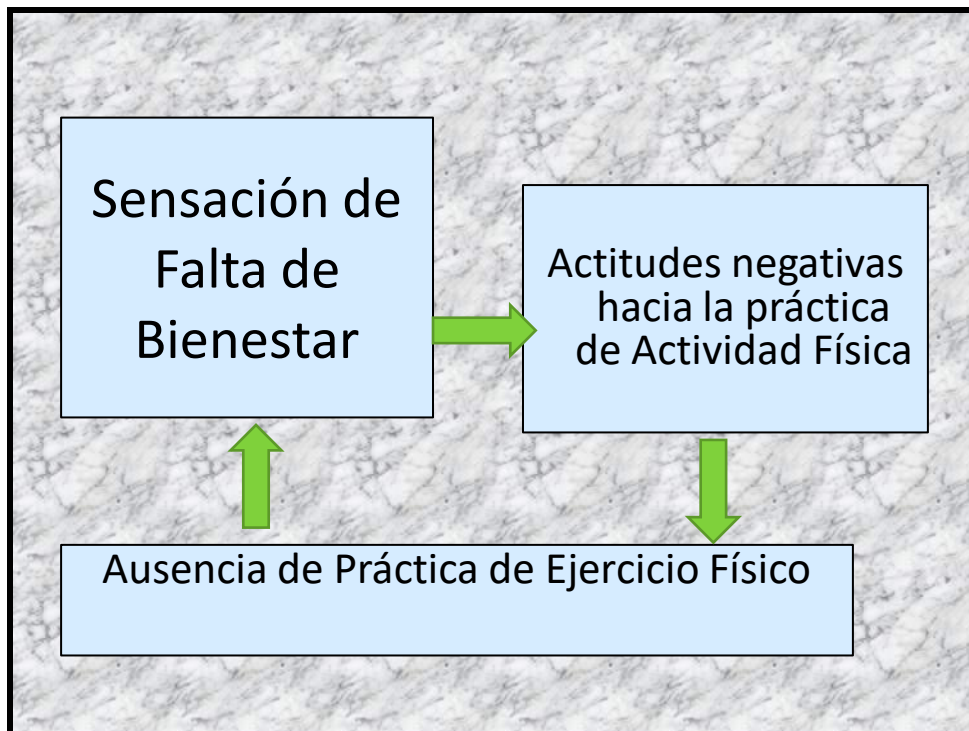 Sensación de
Falta de
Bienestar
Actitudes negativas
hacia la práctica
de Actividad Física
Ausencia de Práctica de Ejercicio Físico